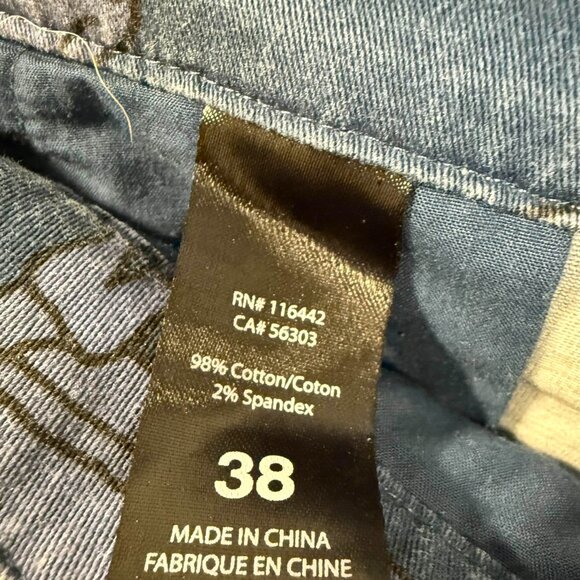 RN# 116442
CA# 56303
98% Cotton/Coton
2% Spandex
38
MADE IN CHINA
FABRIQUE EN CHINE